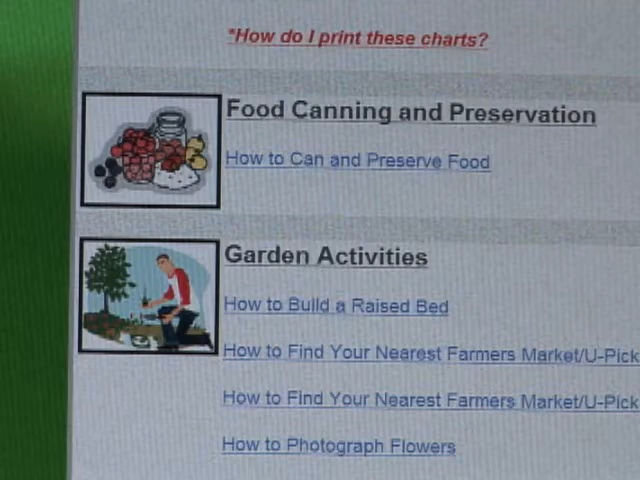 *How do I print these charts?
Food Canning and Preservation
How to Can and Preserve Food
Garden Activities
How to Build a Raised Bed
How to Find Your Nearest Farmers Market/U-Pick
How to Find Your Nearest Farmers Market/U-Pick
How to Photograph Flowers